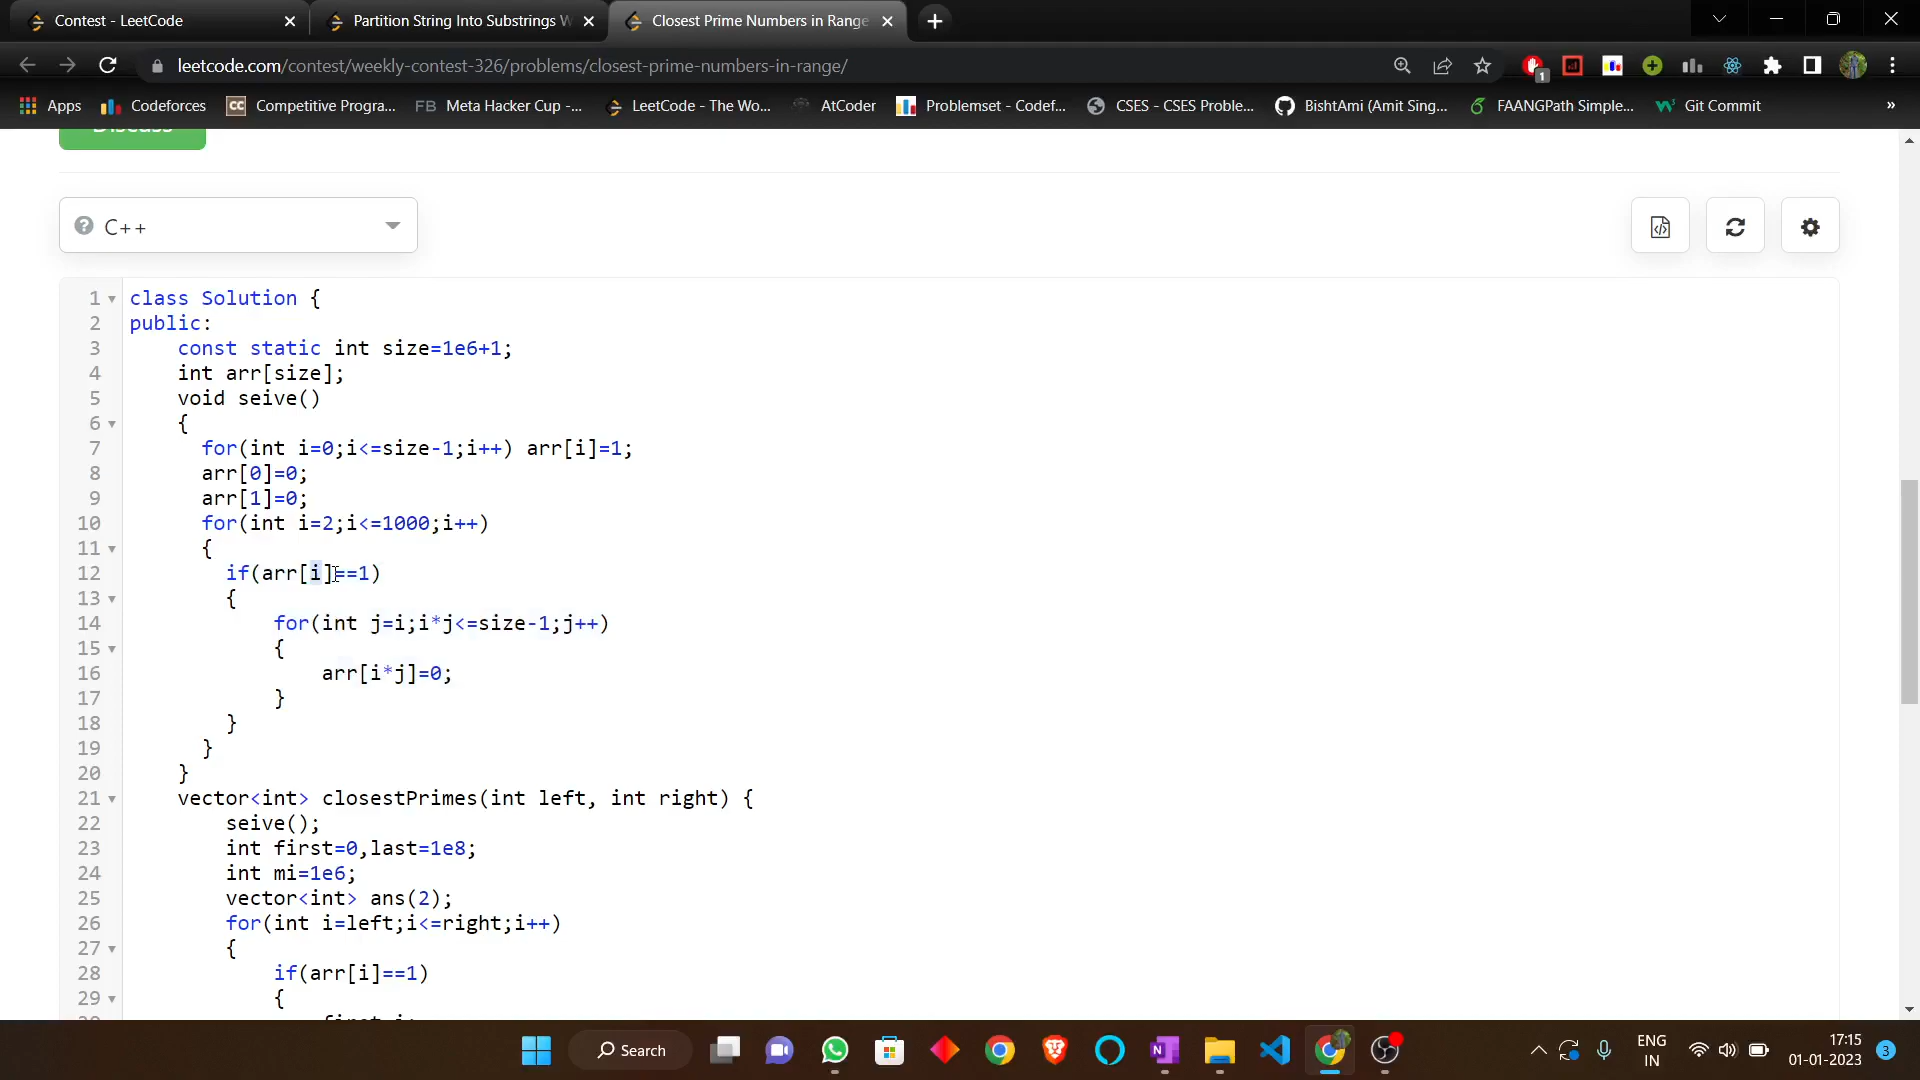 Contest - LeetCode
Partition String Into Substrings W
Closest Prime Numbers in Range
leetcode.com/contest/weekly-contest-326/problems/closest-prime-numbers-in-range/
1
Apps
Codeforces
CC Competitive Progra...
FB Meta Hacker Cup -...
LeetCode - The Wo...
AtCoder
Problemset - Codef...
CSES - CSES Proble...
BishtAmi (Amit Sing...
FAANGPath Simple...
Git Commit
»
Discuss
C++
1 class Solution {
2 public:
3 const static int size=1e6+1;
4 int arr[size];
5 void seive()
6 {
7 for(int i=0;i<=size-1;i++) arr[i]=1;
8 arr[0]=0;
9 arr[1]=0;
10 for(int i=2;i<=1000;i++)
11 {
12 if(arr[i]==1)
13 {
14 for(int j=i;i*j<=size-1;j++)
15 {
16 arr[i*j]=0;
17 }
18 }
19 }
20 }
21 vector<int> closestPrimes(int left, int right) {
22 seive();
23 int first=0,last=1e8;
24 int mi=1e6;
25 vector<int> ans(2);
26 for(int i=left;i<=right;i++)
27 {
28 if(arr[i]==1)
29 {
Search
ENG
IN
17:15
01-01-2023
3